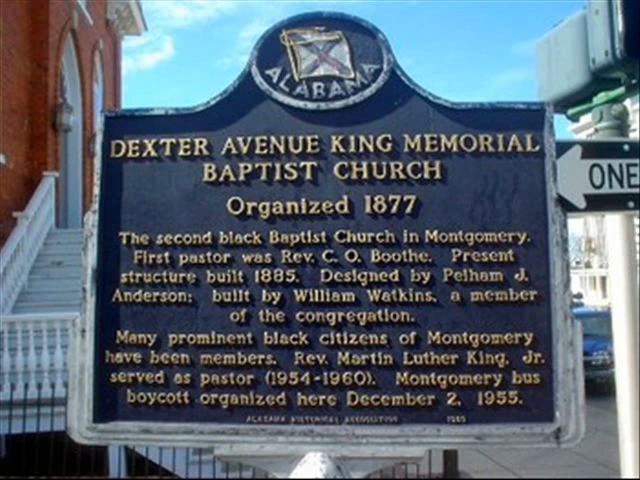 ALABAMA
DEXTER AVENUE KING MEMORIAL
BAPTIST CHURCH
Organized 1877
The second black Baptist Church in Montgomery.
First pastor was Rev. C. O. Boothe. Present
structure built 1885. Designed by Pelham J.
Anderson; built by William Watkins, a member
of the congregation.
Many prominent black citizens of Montgomery
have been members. Rev. Martin Luther King, Jr.
served as pastor (1954-1960). Montgomery bus
boycott organized here December 2, 1955.
ALABAMA HISTORICAL ASSOCIATION
ONE